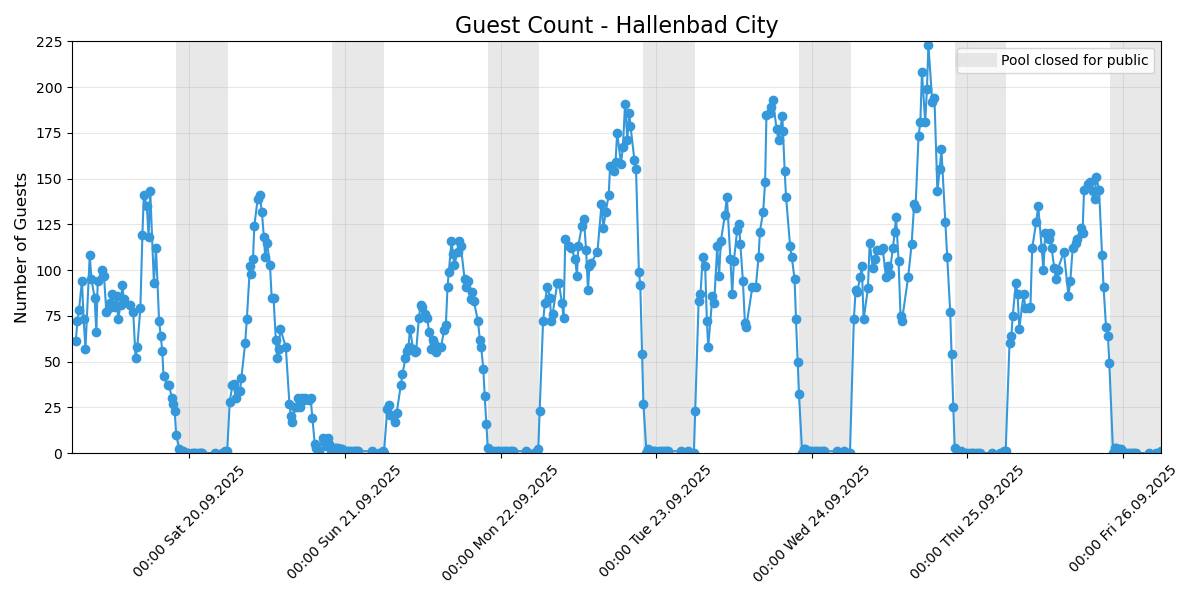 Guest Count - Hallenbad City
Pool closed for public
Number of Guests
225
200
175
150
125
100
75
50
25
0
00:00 Sat 20.09.2025
00:00 Sun 21.09.2025
00:00 Mon 22.09.2025
00:00 Tue 23.09.2025
00:00 Wed 24.09.2025
00:00 Thu 25.09.2025
00:00 Fri 26.09.2025